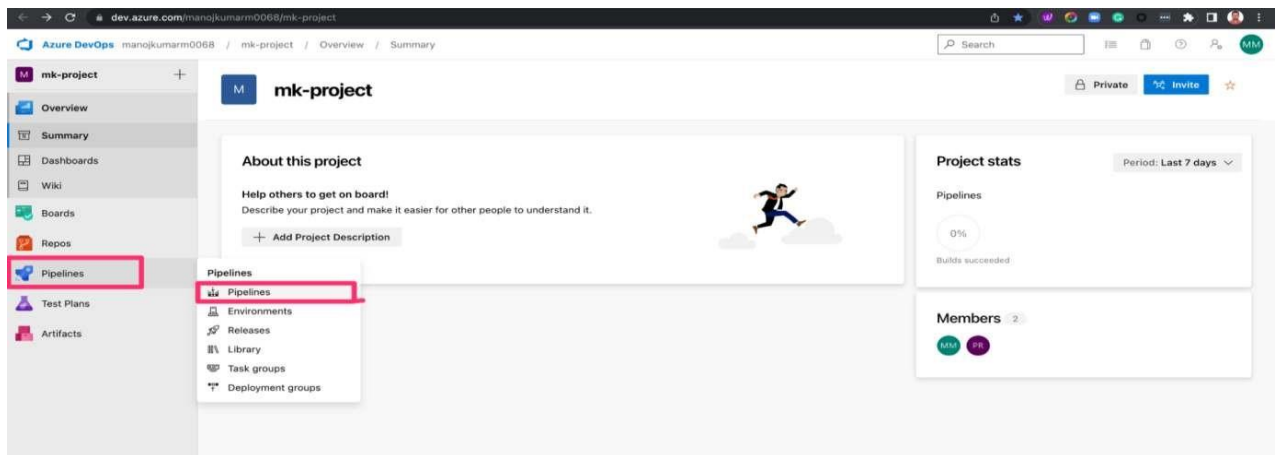 dev.azure.com/manojkumarm0068/mk-project
Azure DevOps manojkumarm0068 / mk-project / Overview / Summary
Search
MM
M mk-project
Overview
Summary
Dashboards
Wiki
Boards
Repos
Pipelines
Test Plans
Artifacts
M mk-project
Private
Invite
About this project
Help others to get on board!
Describe your project and make it easier for other people to understand it.
Add Project Description
Pipelines
Pipelines
Environments
Releases
Library
Task groups
Deployment groups
Project stats
Period: Last 7 days
Pipelines
0%
Builds succeeded
Members 2
MM PR